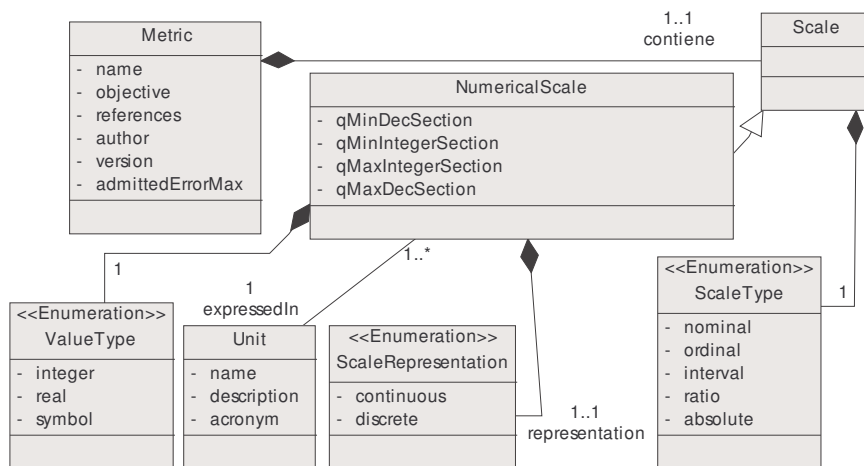 Metric
- name
- objective
- references
- author
- version
- admittedErrorMax
1..1
contiene
Scale
NumericalScale
- qMinDecSection
- qMinIntegerSection
- qMaxIntegerSection
- qMaxDecSection
1
1..*
1
expressedIn
<<Enumeration>>
ValueType
- integer
- real
- symbol
Unit
- name
- description
- acronym
<<Enumeration>>
ScaleRepresentation
- continuous
- discrete
1..1
representation
<<Enumeration>>
ScaleType
- nominal
- ordinal
- interval
- ratio
- absolute
1